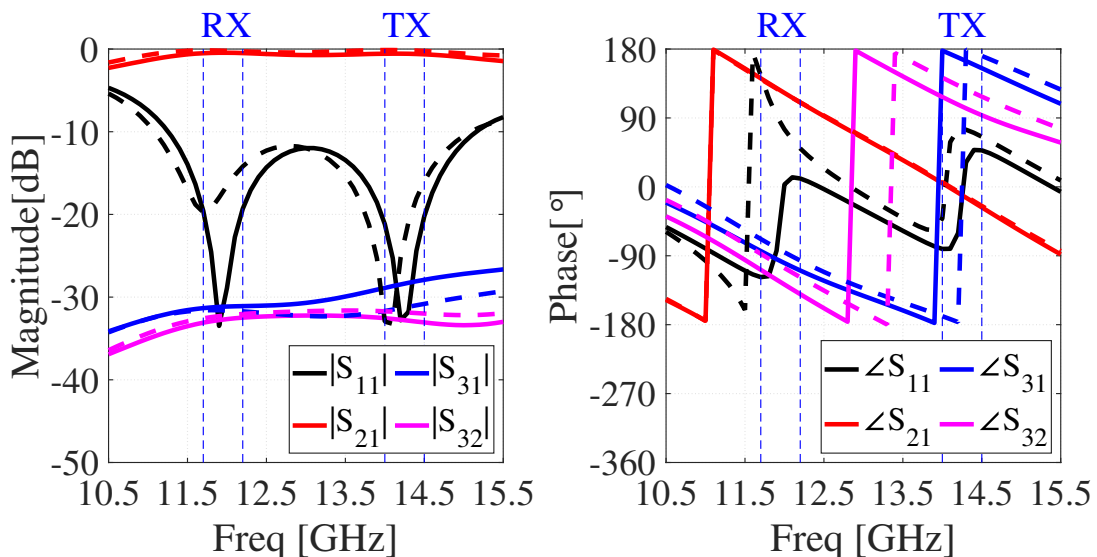 RX TX
0
-10
-20
-30
-40
-50
Magnitude[dB]
|S11| |S31|
|S21| |S32|
10.5 11.5 12.5 13.5 14.5 15.5
Freq [GHz]
RX TX
180
90
0
-90
-180
-270
-360
Phase[ °]
∠S11 ∠S31
∠S21 ∠S32
10.5 11.5 12.5 13.5 14.5 15.5
Freq [GHz]